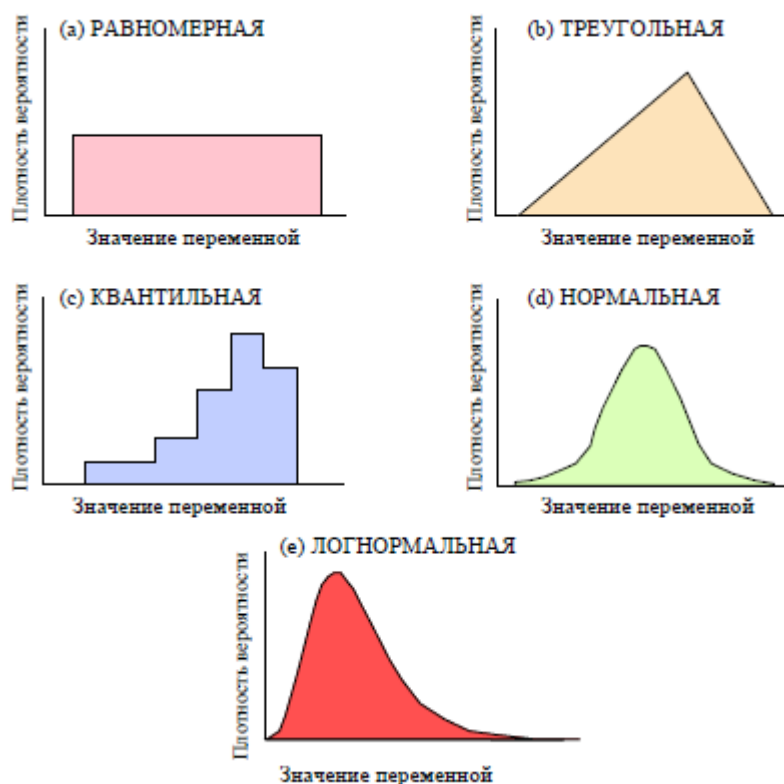 (a) РАВНОМЕРНАЯ
Плотность вероятности
Значение переменной
(b) ТРЕУГОЛЬНАЯ
Плотность вероятности
Значение переменной
(c) КВАНТИЛЬНАЯ
Плотность вероятности
Значение переменной
(d) НОРМАЛЬНАЯ
Плотность вероятности
Значение переменной
(e) ЛОГНОРМАЛЬНАЯ
Плотность вероятности
Значение переменной